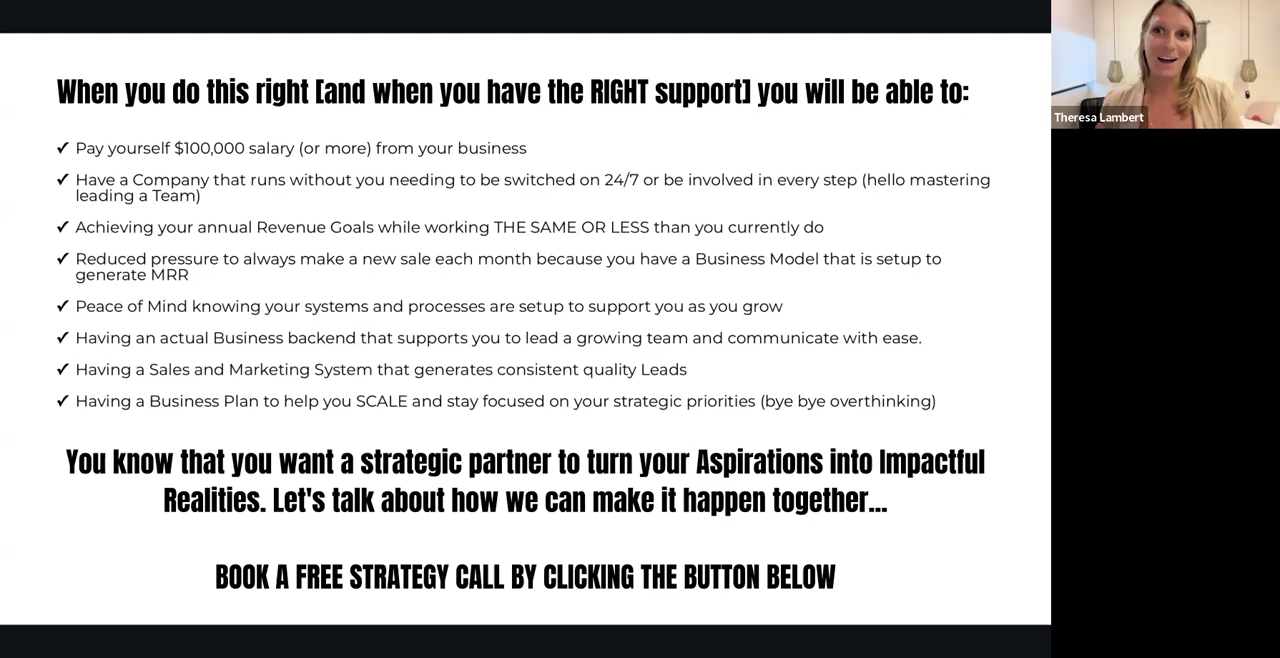 When you do this right [and when you have the RIGHT support] you will be able to:
✓ Pay yourself $100,000 salary (or more) from your business
✓ Have a Company that runs without you needing to be switched on 24/7 or be involved in every step (hello mastering
leading a Team)
✓ Achieving your annual Revenue Goals while working THE SAME OR LESS than you currently do
✓ Reduced pressure to always make a new sale each month because you have a Business Model that is setup to
generate MRR
✓ Peace of Mind knowing your systems and processes are setup to support you as you grow
✓ Having an actual Business backend that supports you to lead a growing team and communicate with ease.
✓ Having a Sales and Marketing System that generates consistent quality Leads
✓ Having a Business Plan to help you SCALE and stay focused on your strategic priorities (bye bye overthinking)
You know that you want a strategic partner to turn your Aspirations into Impactful
Realities. Let's talk about how we can make it happen together...
BOOK A FREE STRATEGY CALL BY CLICKING THE BUTTON BELOW
Theresa Lambert